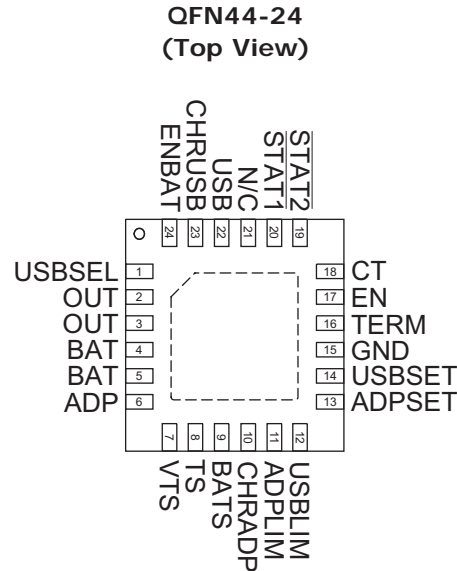 QFN44-24
(Top View)
ENBAT
CHRUSB
USB
N/C
STAT1
STAT2
24
23
22
21
20
19
USBSEL 1
OUT 2
OUT 3
BAT 4
BAT 5
ADP 6
18 CT
17 EN
16 TERM
15 GND
14 USBSET
13 ADPSET
7
8
9
10
11
12
VTS
TS
BATS
CHRADP
ADPLIM
USBLIM